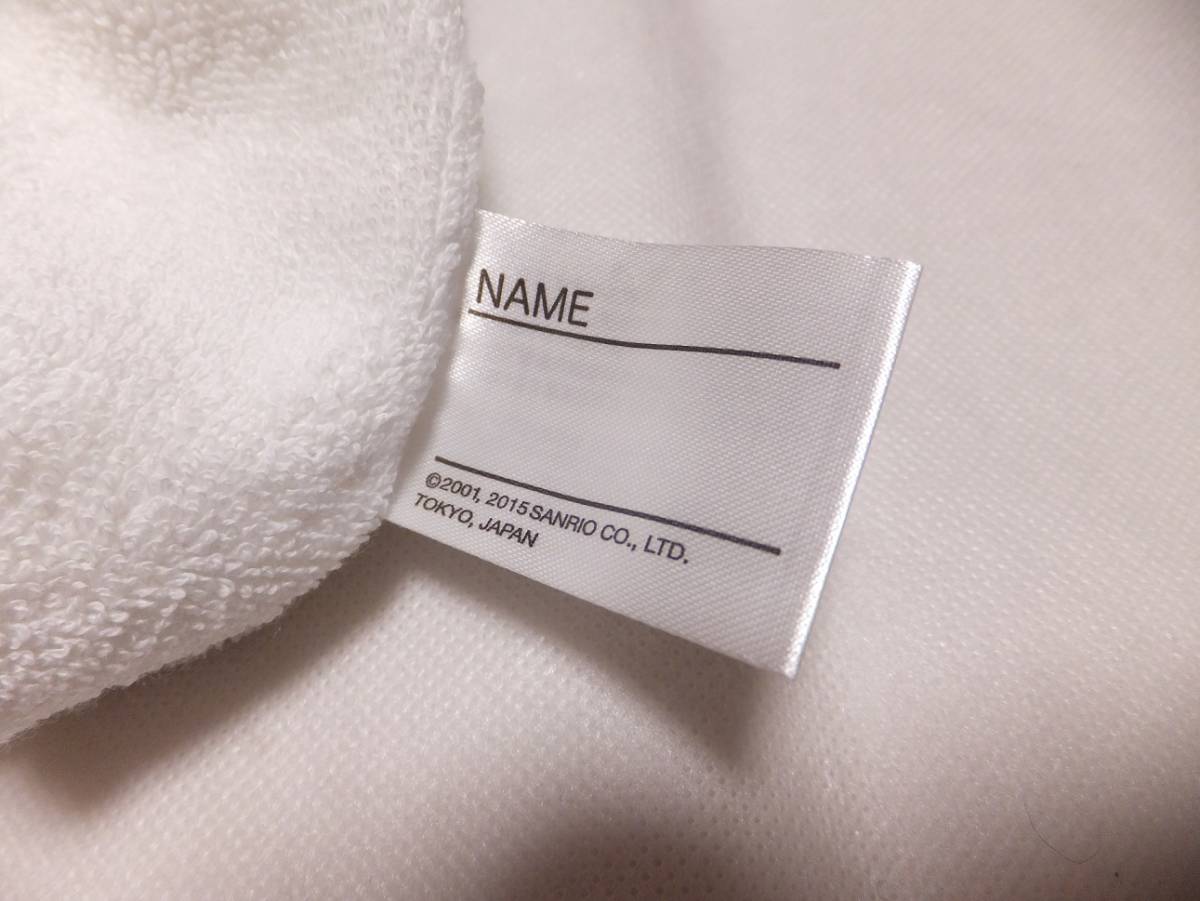 NAME
©2001, 2015 SANRIO CO., LTD.
TOKYO, JAPAN